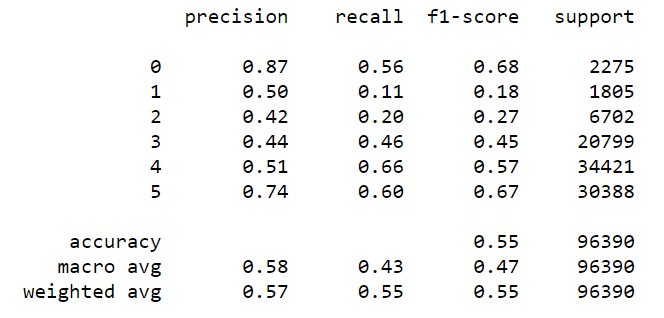 precision recall f1-score support
0 0.87 0.56 0.68 2275
1 0.50 0.11 0.18 1805
2 0.42 0.20 0.27 6702
3 0.44 0.46 0.45 20799
4 0.51 0.66 0.57 34421
5 0.74 0.60 0.67 30388
accuracy 0.55 96390
macro avg 0.58 0.43 0.47 96390
weighted avg 0.57 0.55 0.55 96390